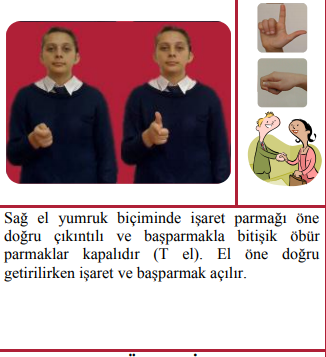 Sağ el yumruk biçiminde işaret parmağı öne
doğru çıkıntılı ve başparmakla bitişik öbür
parmaklar kapalıdır (T el). El öne doğru
getirilirken işaret ve başparmak açılır.